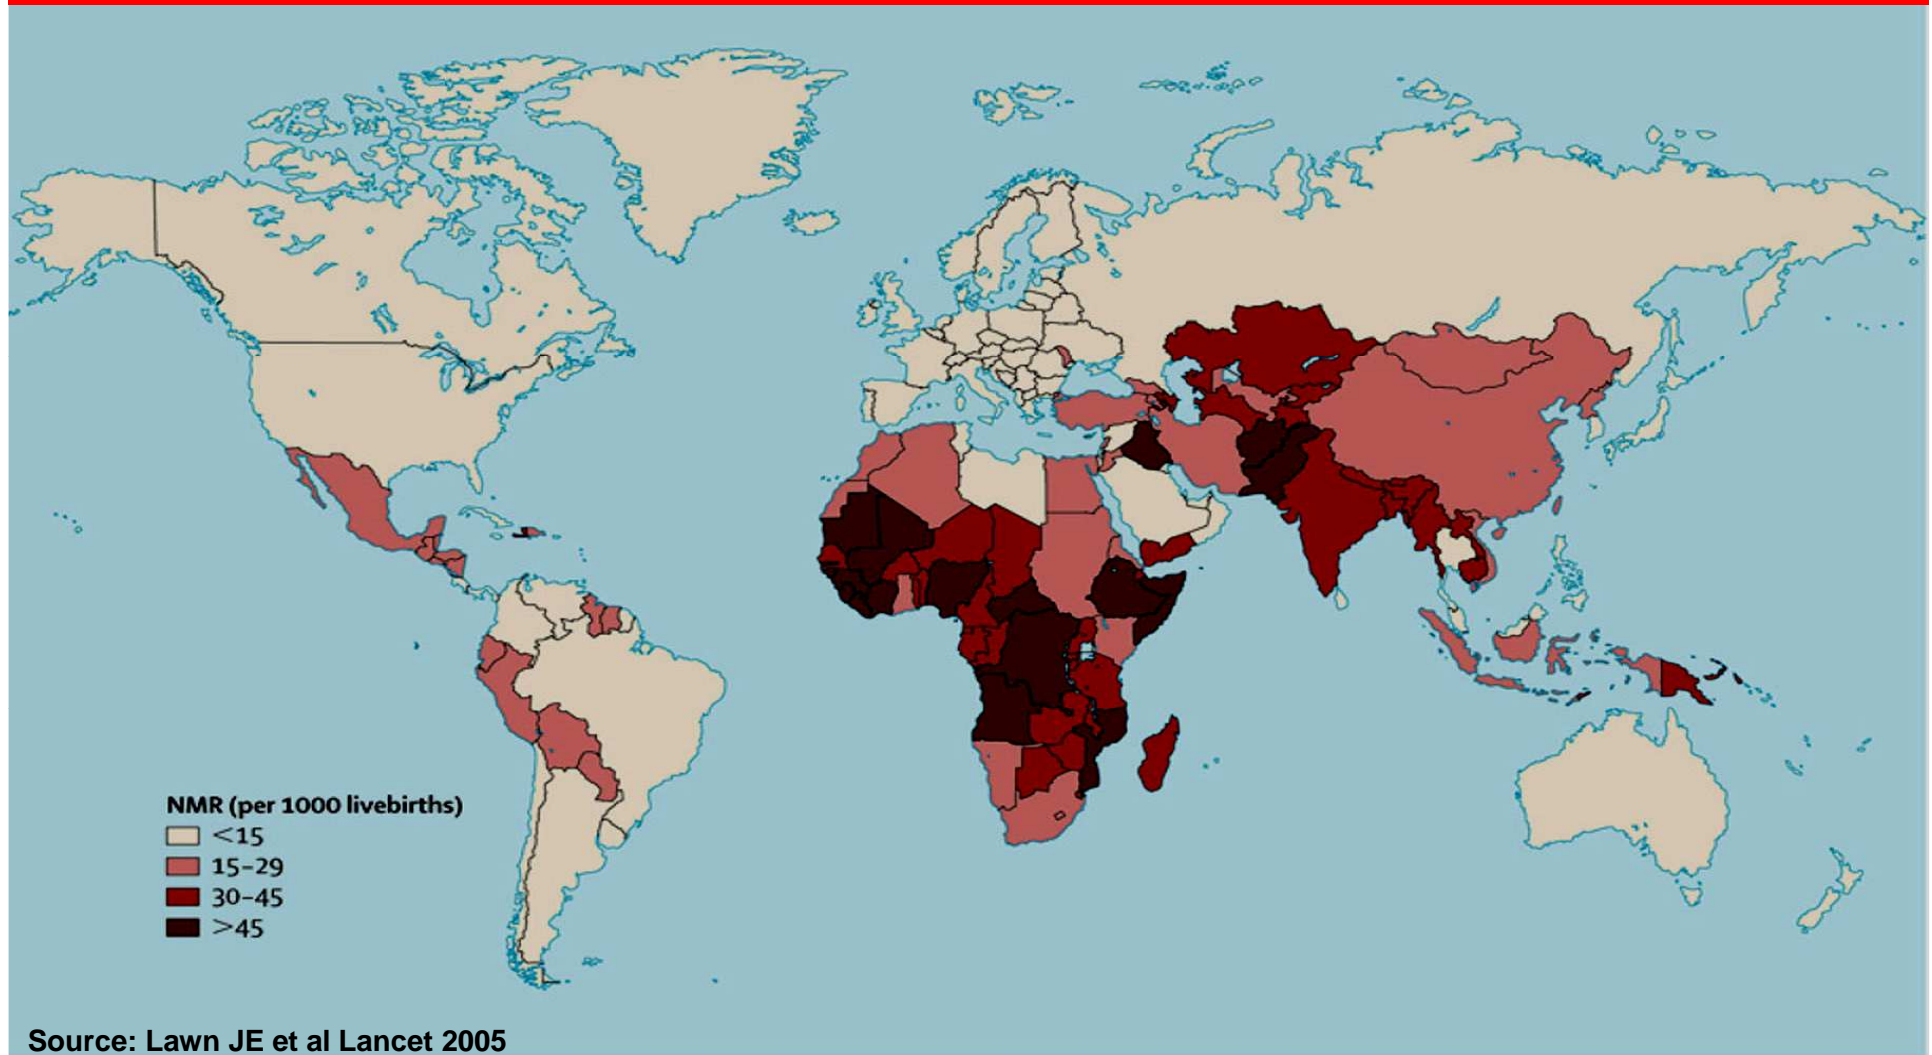 NMR (per 1000 livebirths)
<15
15–29
30–45
>45
Source: Lawn JE et al Lancet 2005